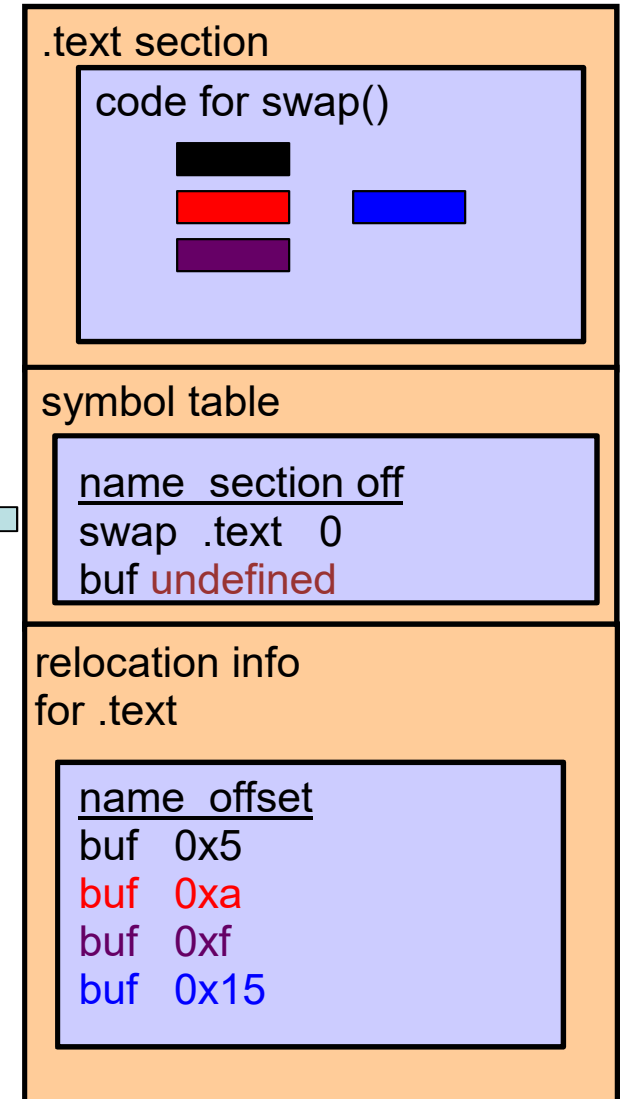 .text section
code for swap()
symbol table
name section off
swap .text 0
buf undefined
relocation info
for .text
name offset
buf 0x5
buf 0xa
buf 0xf
buf 0x15